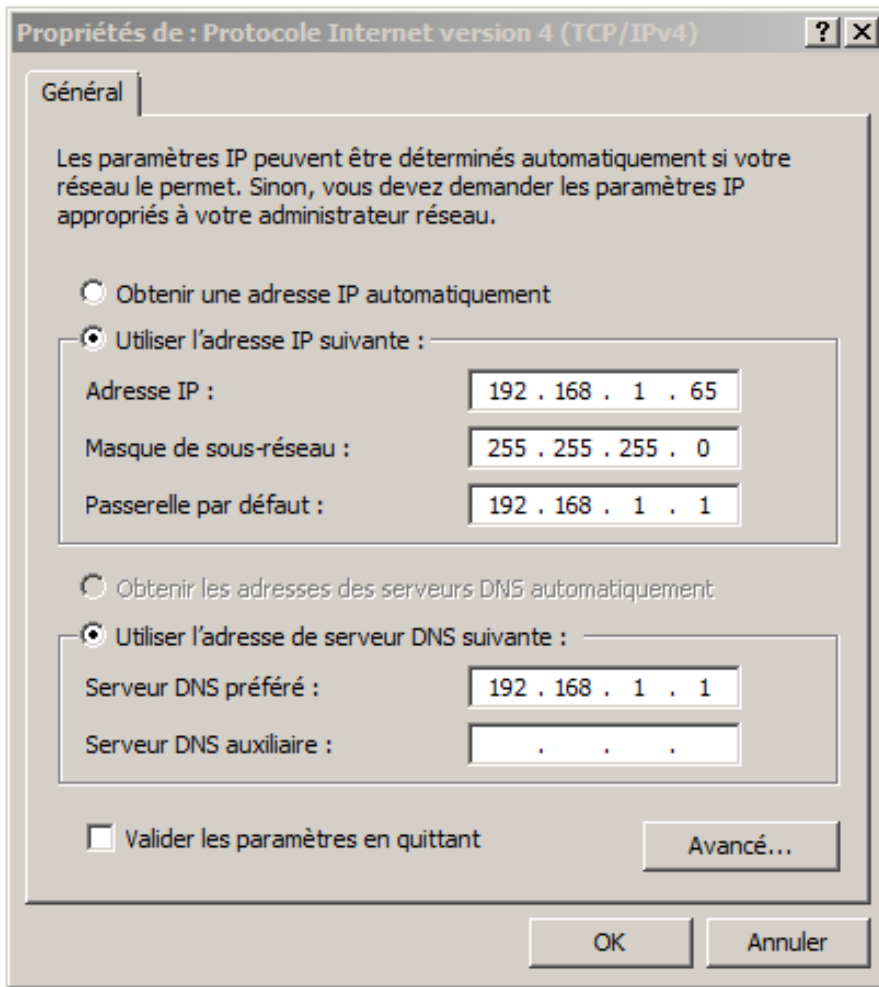 Propriétés de : Protocole Internet version 4 (TCP/IPv4)
Général
Les paramètres IP peuvent être déterminés automatiquement si votre
réseau le permet. Sinon, vous devez demander les paramètres IP
appropriés à votre administrateur réseau.
Obtenir une adresse IP automatiquement
Utiliser l'adresse IP suivante :
Adresse IP : 192 . 168 . 1 . 65
Masque de sous-réseau : 255 . 255 . 255 . 0
Passerelle par défaut : 192 . 168 . 1 . 1
Obtenir les adresses des serveurs DNS automatiquement
Utiliser l'adresse de serveur DNS suivante :
Serveur DNS préféré : 192 . 168 . 1 . 1
Serveur DNS auxiliaire : . . .
Valider les paramètres en quittant
Avancé...
OK Annuler